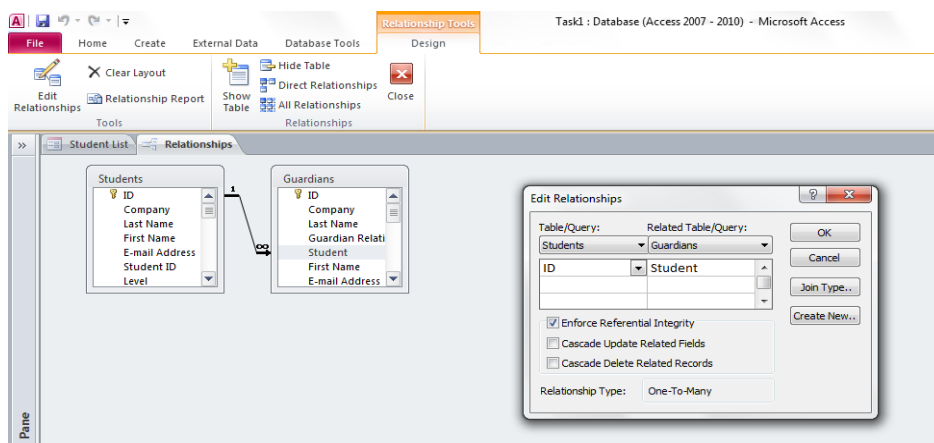 A
Relationship Tools
Task1 : Database (Access 2007 - 2010) - Microsoft Access
File Home Create External Data Database Tools Design
Edit Relationships
Clear Layout
Relationship Report
Tools
Show Table
Hide Table
Direct Relationships
All Relationships
Relationships
Close
» Student List Relationships
Students
ID
Company
Last Name
First Name
E-mail Address
Student ID
Level
1
∞
Guardians
ID
Company
Last Name
Guardian Relati
Student
First Name
E-mail Address
Edit Relationships
? X
Table/Query: Related Table/Query:
Students Guardians
ID Student
Enforce Referential Integrity
Cascade Update Related Fields
Cascade Delete Related Records
Relationship Type: One-To-Many
OK
Cancel
Join Type..
Create New..
Pane